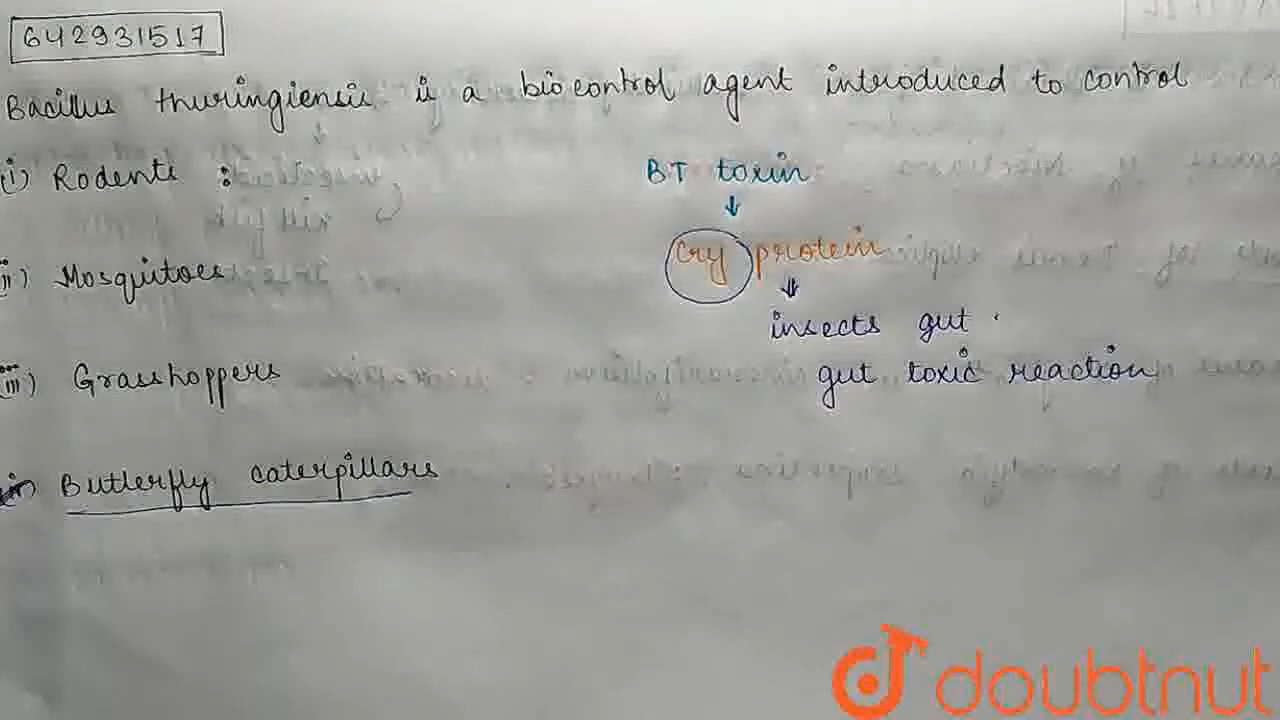 642931517
Bacillus thuringiensis is a biocontrol agent introduced to control
(i) Rodents :
BT toxin
↓
cry protein
(ii) Mosquitoes
⇓
insects gut
(iii) Grasshoppers
gut toxic reaction
Butterfly caterpillars
doubtnut